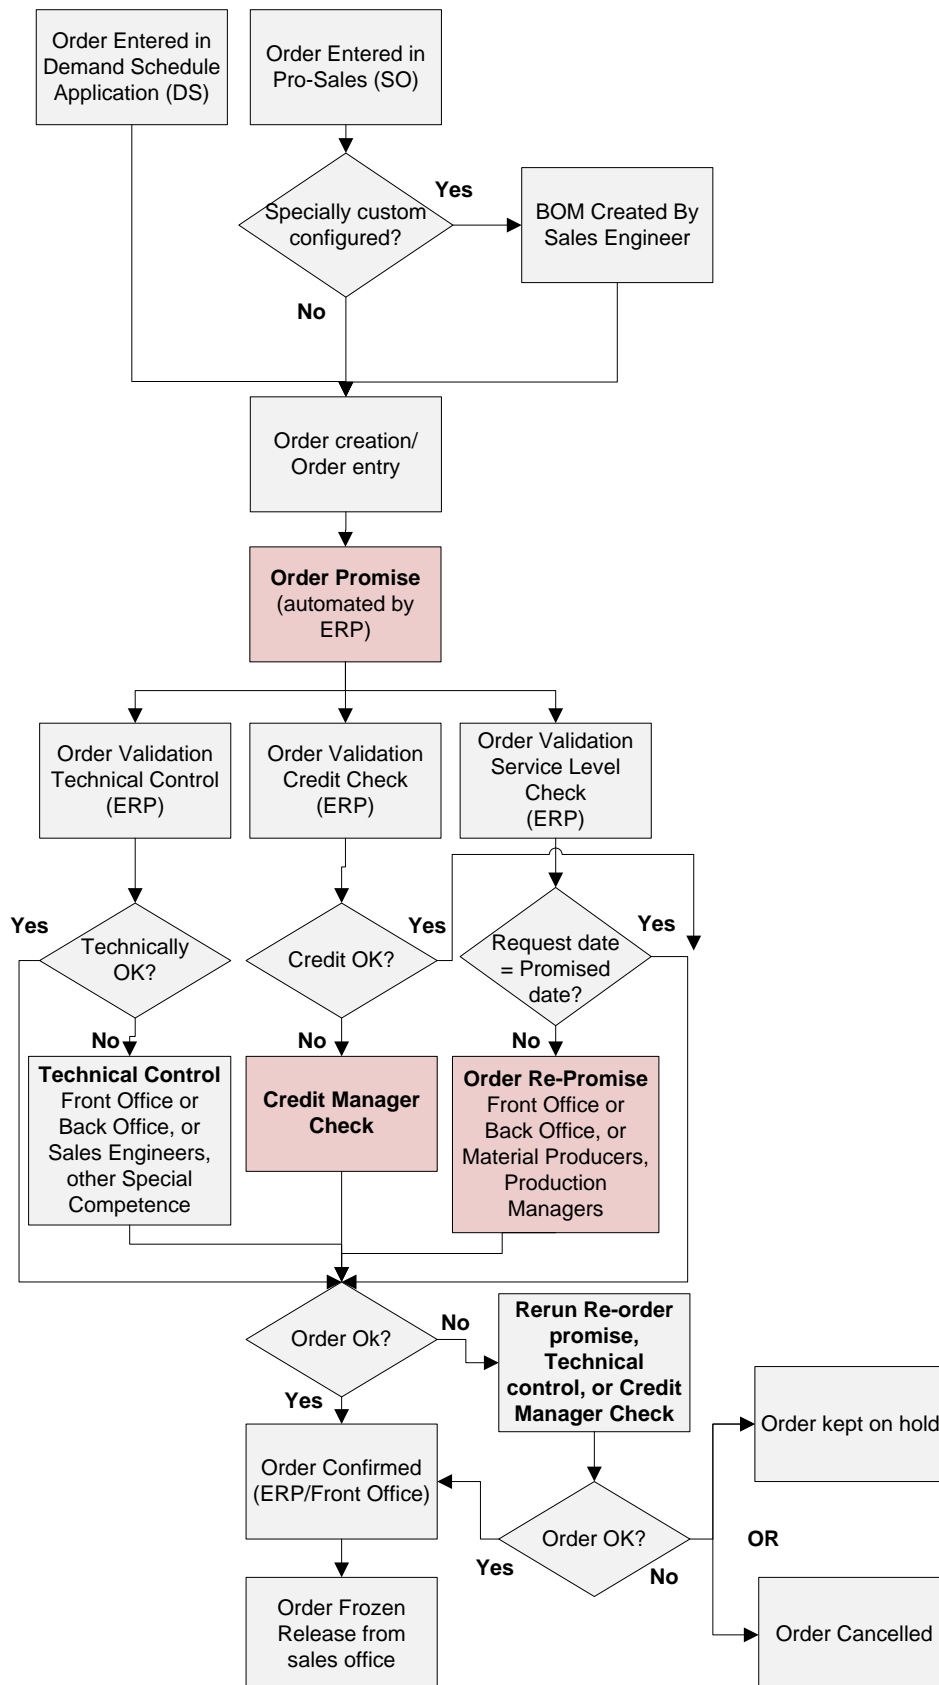 Order Entered in
Demand Schedule
Application (DS)
Order Entered in
Pro-Sales (SO)
Specially custom
configured?
Yes
BOM Created By
Sales Engineer
No
Order creation/
Order entry
Order Promise
(automated by
ERP)
Order Validation
Technical Control
(ERP)
Order Validation
Credit Check
(ERP)
Order Validation
Service Level
Check
(ERP)
Yes
Technically
OK?
Credit OK?
Yes
Request date
= Promised
date?
Yes
No
No
No
Technical Control
Front Office or
Back Office, or
Sales Engineers,
other Special
Competence
Credit Manager
Check
Order Re-Promise
Front Office or
Back Office, or
Material Producers,
Production
Managers
Order Ok?
No
Rerun Re-order
promise,
Technical
control, or Credit
Manager Check
Yes
Order kept on hold
Order Confirmed
(ERP/Front Office)
Order OK?
Yes
No
OR
Order Frozen
Release from
sales office
Order Cancelled